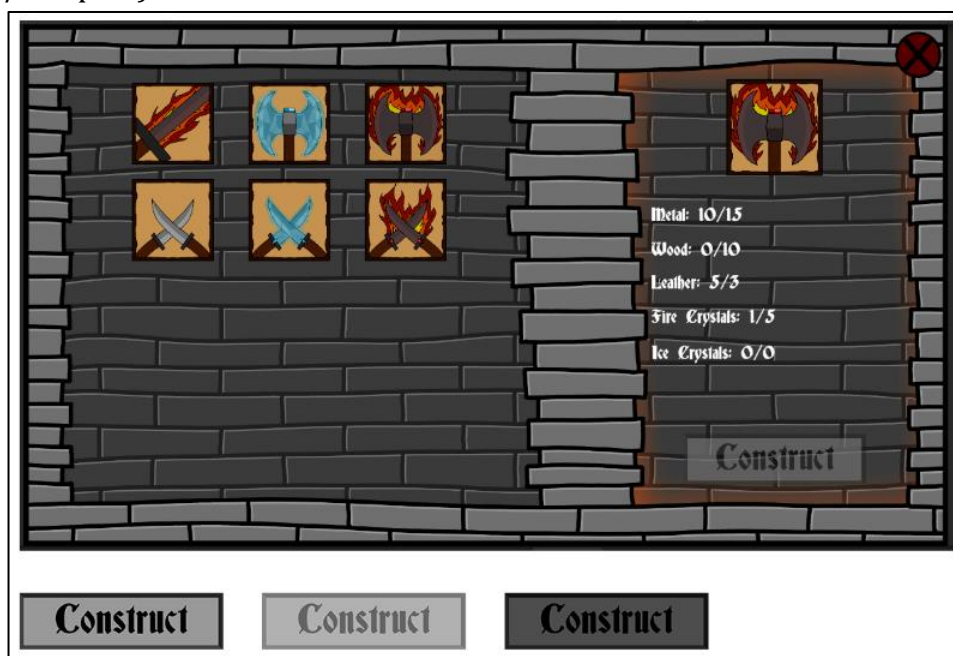 Metal: 10/15
Wood: 0/10
Leather: 5/3
Fire Crystals: 1/5
Ice Crystals: 0/0
Construct
Construct Construct Construct